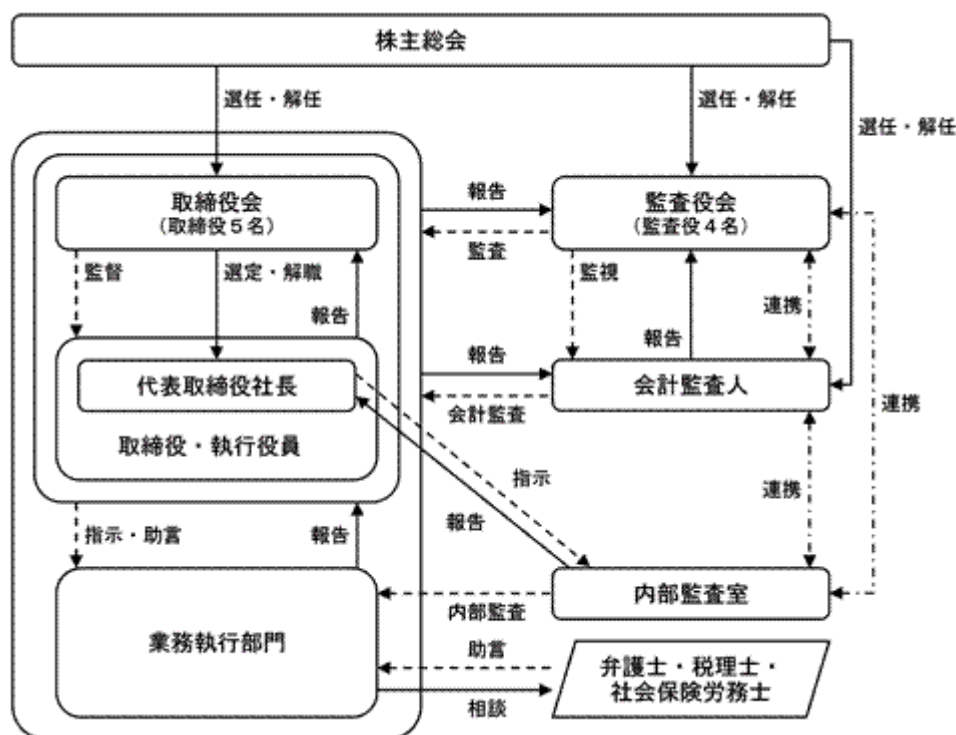 株主総会
選任・解任
選任・解任
選任・解任
取締役会
（取締役５名）
報告
監査役会
（監査役４名）
監査
監督
選定・解職
監視
報告
連携
報告
報告
代表取締役社長
会計監査人
会計監査
連携
取締役・執行役員
指示
連携
報告
指示・助言
報告
内部監査室
内部監査
業務執行部門
助言
弁護士・税理士・
社会保険労務士
相談